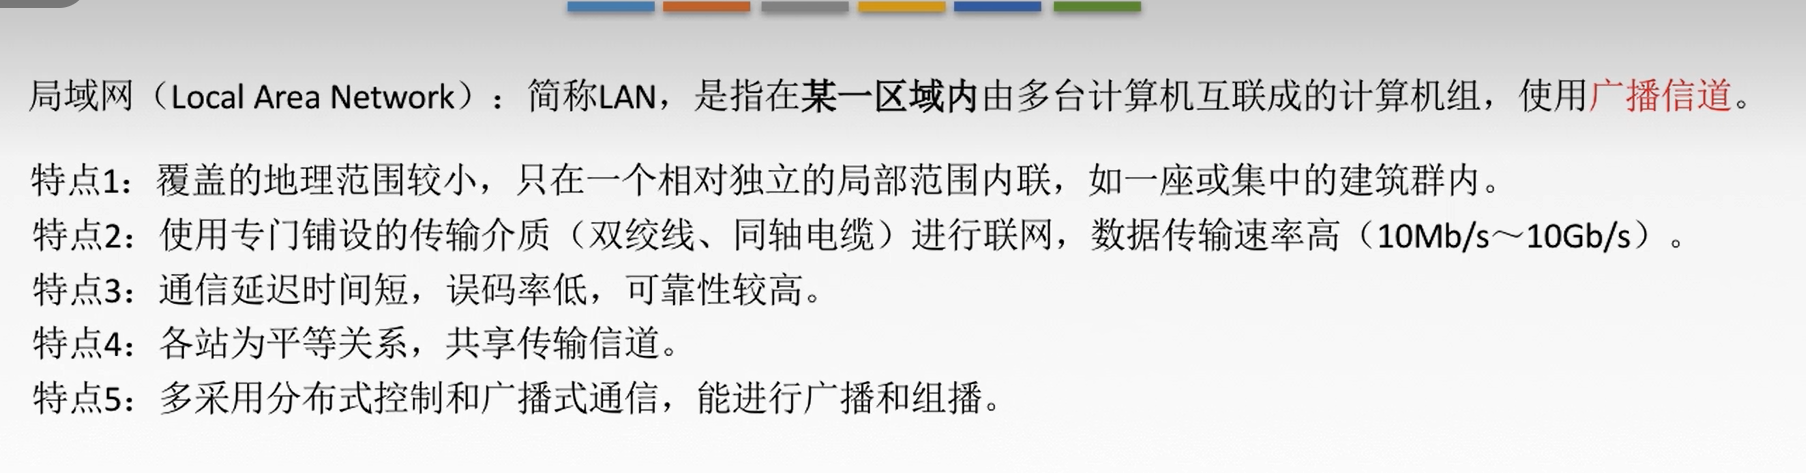 局域网（Local Area Network）：简称LAN，是指在某一区域内由多台计算机互联成的计算机组，使用广播信道。
特点1：覆盖的地理范围较小，只在一个相对独立的局部范围内联，如一座或集中的建筑群内。
特点2：使用专门铺设的传输介质（双绞线、同轴电缆）进行联网，数据传输速率高（10Mb/s～10Gb/s）。
特点3：通信延迟时间短，误码率低，可靠性较高。
特点4：各站为平等关系，共享传输信道。
特点5：多采用分布式控制和广播式通信，能进行广播和组播。